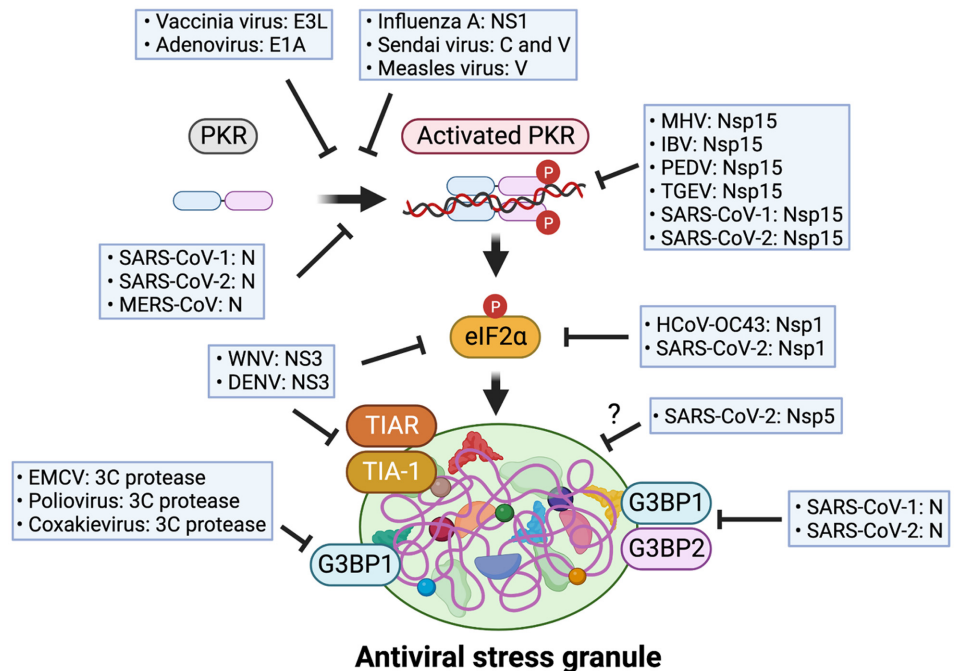 • Vaccinia virus: E3L
• Adenovirus: E1A
• Influenza A: NS1
• Sendai virus: C and V
• Measles virus: V
PKR
Activated PKR
P
P
• MHV: Nsp15
• IBV: Nsp15
• PEDV: Nsp15
• TGEV: Nsp15
• SARS-CoV-1: Nsp15
• SARS-CoV-2: Nsp15
• SARS-CoV-1: N
• SARS-CoV-2: N
• MERS-CoV: N
P
eIF2α
• HCoV-OC43: Nsp1
• SARS-CoV-2: Nsp1
• WNV: NS3
• DENV: NS3
?
• SARS-CoV-2: Nsp5
TIAR
TIA-1
• EMCV: 3C protease
• Poliovirus: 3C protease
• Coxakievirus: 3C protease
G3BP1
G3BP1
G3BP2
• SARS-CoV-1: N
• SARS-CoV-2: N
Antiviral stress granule